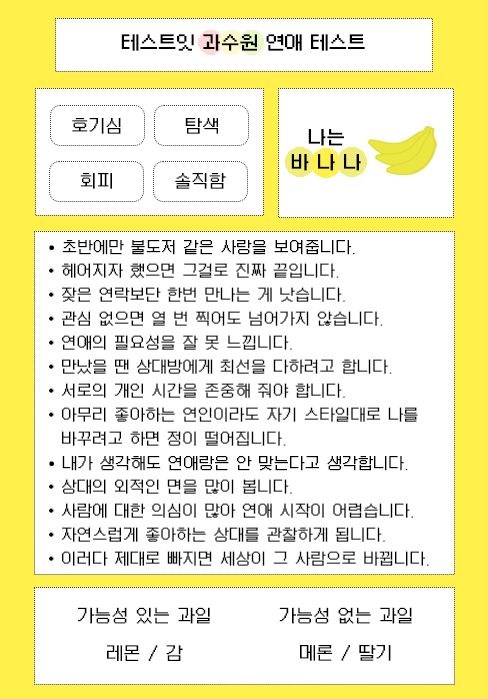 테스트잇 과수원 연애 테스트
호기심
탐색
회피
솔직함
나는
바나나
• 초반에만 불도저 같은 사랑을 보여줍니다.
• 헤어지자 했으면 그걸로 진짜 끝입니다.
• 잦은 연락보단 한번 만나는 게 낫습니다.
• 관심 없으면 열 번 찍어도 넘어가지 않습니다.
• 연애의 필요성을 잘 못 느낍니다.
• 만났을 땐 상대방에게 최선을 다하려고 합니다.
• 서로의 개인 시간을 존중해 줘야 합니다.
• 아무리 좋아하는 연인이라도 자기 스타일대로 나를
바꾸려고 하면 정이 떨어집니다.
• 내가 생각해도 연애랑은 안 맞는다고 생각합니다.
• 상대의 외적인 면을 많이 봅니다.
• 사람에 대한 의심이 많아 연애 시작이 어렵습니다.
• 자연스럽게 좋아하는 상대를 관찰하게 됩니다.
• 이러다 제대로 빠지면 세상이 그 사람으로 바뀝니다.
가능성 있는 과일
레몬 / 감
가능성 없는 과일
메론 / 딸기